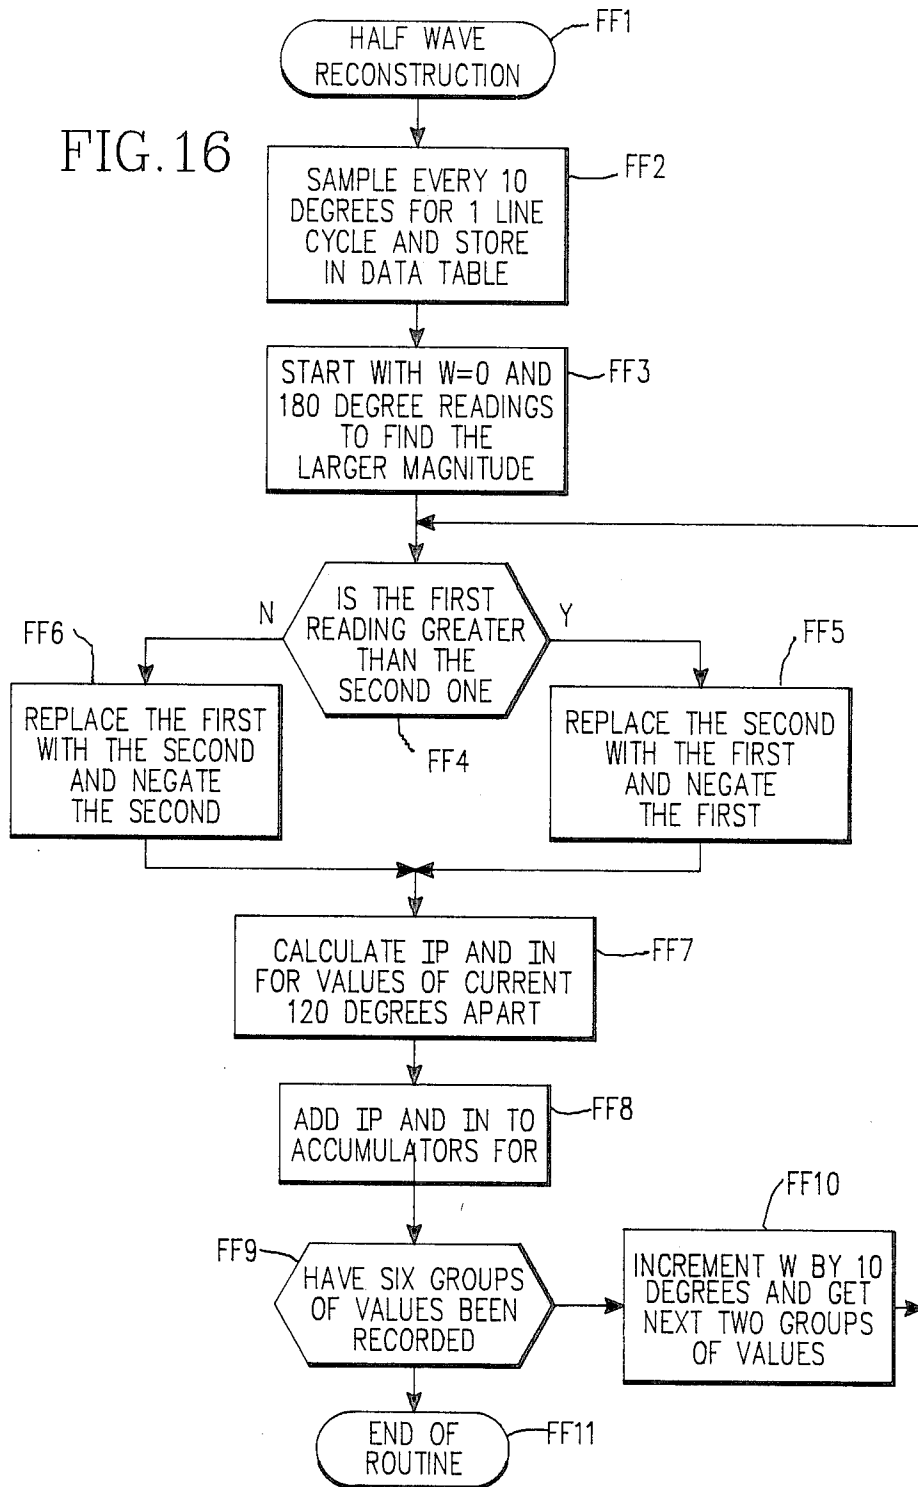 HALF WAVE
RECONSTRUCTION
FF1
FIG.16
SAMPLE EVERY 10
DEGREES FOR 1 LINE
CYCLE AND STORE
IN DATA TABLE
FF2
START WITH W=0 AND
180 DEGREE READINGS
TO FIND THE
LARGER MAGNITUDE
FF3
IS THE FIRST
READING GREATER
THAN THE
SECOND ONE
N
Y
FF4
FF6
REPLACE THE FIRST
WITH THE SECOND
AND NEGATE
THE SECOND
FF5
REPLACE THE SECOND
WITH THE FIRST
AND NEGATE
THE FIRST
CALCULATE IP AND IN
FOR VALUES OF CURRENT
120 DEGREES APART
FF7
ADD IP AND IN TO
ACCUMULATORS FOR
FF8
FF9
HAVE SIX GROUPS
OF VALUES BEEN
RECORDED
FF10
INCREMENT W BY 10
DEGREES AND GET
NEXT TWO GROUPS
OF VALUES
END OF
ROUTINE
FF11